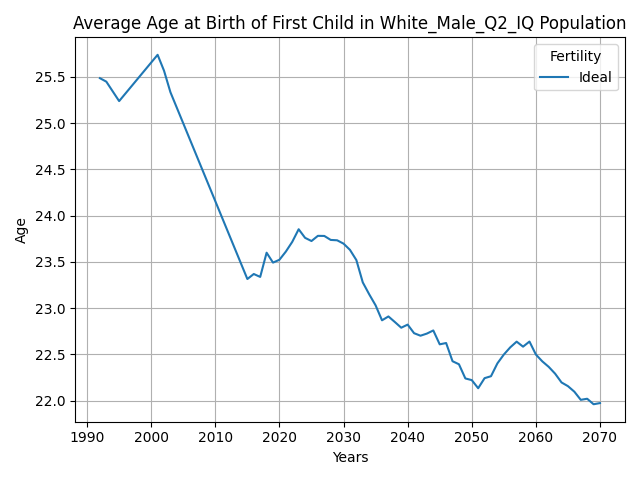 Average Age at Birth of First Child in White_Male_Q2_IQ Population
Fertility
Ideal
25.5
25.0
24.5
24.0
23.5
23.0
22.5
22.0
Age
1990 2000 2010 2020 2030 2040 2050 2060 2070
Years